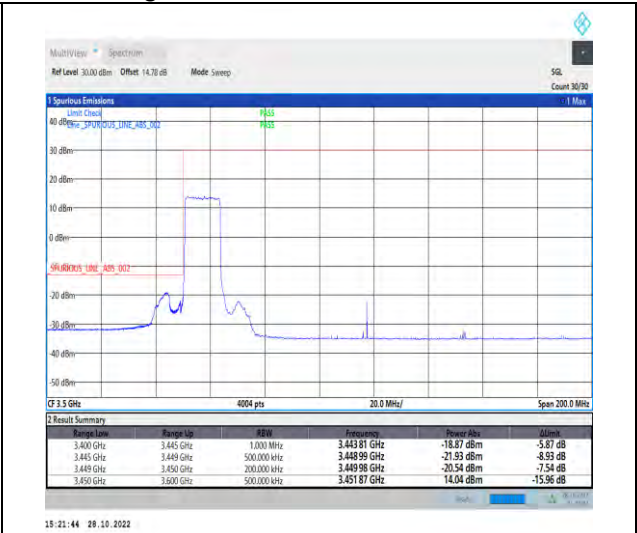 MultiView Spectrum
Ref Level 30.00 dBm Offset 14.78 dB Mode Sweep SGL
Count 30/30
1 Spurious Emissions 1 Max
Limit Check PASS
40 dBm Line _SPURIOUS_LINE_ABS_002 PASS
30 dBm
20 dBm
10 dBm
0 dBm
_SPURIOUS_LINE_ABS_002
-20 dBm
-30 dBm
-40 dBm
-50 dBm
CF 3.5 GHz 4004 pts 20.0 MHz/ Span 200.0 MHz
2 Result Summary
Range Low Range Up RBW Frequency Power Abs ΔLimit
3.400 GHz 3.445 GHz 1.000 MHz 3.443 81 GHz -18.87 dBm -5.87 dB
3.445 GHz 3.449 GHz 500.000 kHz 3.448 99 GHz -21.93 dBm -8.93 dB
3.449 GHz 3.450 GHz 200.000 kHz 3.449 98 GHz -20.54 dBm -7.54 dB
3.450 GHz 3.600 GHz 500.000 kHz 3.451 87 GHz 14.04 dBm -15.96 dB
15:21:44 28.10.2022